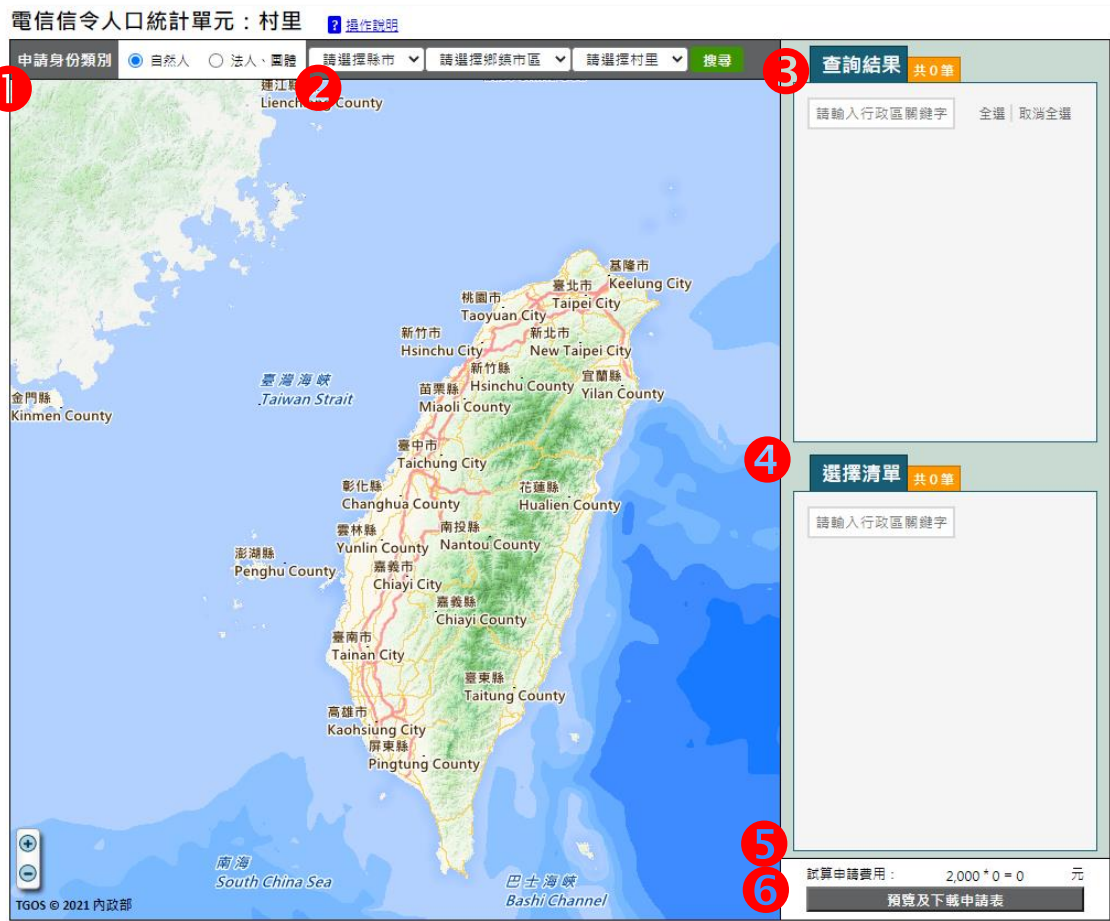 電信信令人口統計單元：村里 ? 操作說明
申請身份類別 自然人 法人、團體 請選擇縣市 請選擇鄉鎮市區 請選擇村里 搜尋
❶
❷
❸
查詢結果 共0筆
請輸入行政區關鍵字 全選 | 取消全選
連江縣
Lienchiang County
基隆市
Keelung City
臺北市
Taipei City
桃園市
Taoyuan City
新竹市
Hsinchu City
新北市
New Taipei City
新竹縣
Hsinchu County
宜蘭縣
Yilan County
臺灣海峽
Taiwan Strait
苗栗縣
Miaoli County
金門縣
Kinmen County
臺中市
Taichung City
❹
選擇清單 共0筆
請輸入行政區關鍵字
彰化縣
Changhua County
花蓮縣
Hualien County
雲林縣
Yunlin County
南投縣
Nantou County
澎湖縣
Penghu County
嘉義市
Chiayi City
嘉義縣
Chiayi County
臺南市
Tainan City
臺東縣
Taitung County
高雄市
Kaohsiung City
屏東縣
Pingtung County
南海
South China Sea
巴士海峽
Bashi Channel
TGOS © 2021 內政部
❺
試算申請費用： 2,000 * 0 = 0 元
❻
預覽及下載申請表